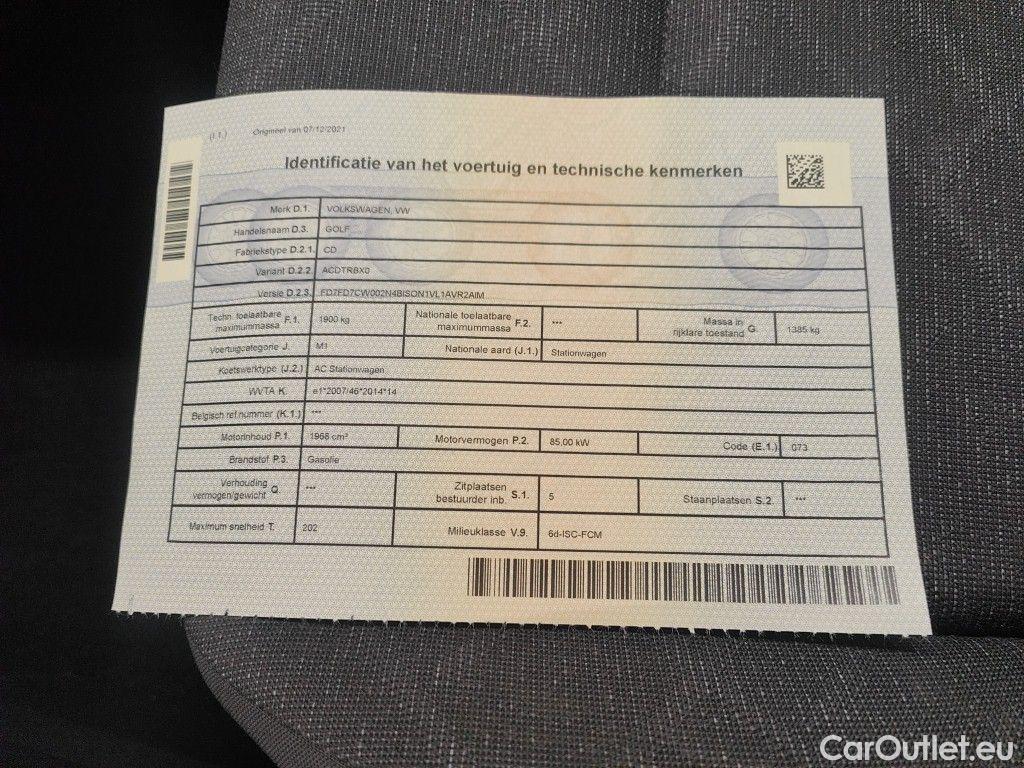 (I.1.) Origineel van 07/12/2021
Identificatie van het voertuig en technische kenmerken
Merk D.1. VOLKSWAGEN, VW
Handelsnaam D.3. GOLF
Fabriekstype D.2.1. CD
Variant D.2.2. ACDTRBX0
Versie D.2.3. FD7FD7CW002N4BISON1VL1AVR2AIM
Techn. toelaatbare maximummassa F.1. 1900 kg Nationale toelaatbare maximummassa F.2. *** Massa in rijklare toestand G. 1385 kg
Voertuigcategorie J. M1 Nationale aard (J.1.) Stationwagen
Koetswerktype (J.2.) AC Stationwagen
WVTA K. e1*2007/46*2014*14
Belgisch ref.nummer (K.1.) ***
Motorinhoud P.1. 1968 cm³ Motorvermogen P.2. 85,00 kW Code (E.1.) 073
Brandstof P.3. Gasolie
Verhouding vermogen/gewicht Q. *** Zitplaatsen bestuurder inb. S.1. 5 Staanplaatsen S.2. ***
Maximum snelheid T. 202 Milieuklasse V.9. 6d-ISC-FCM
CarOutlet.eu